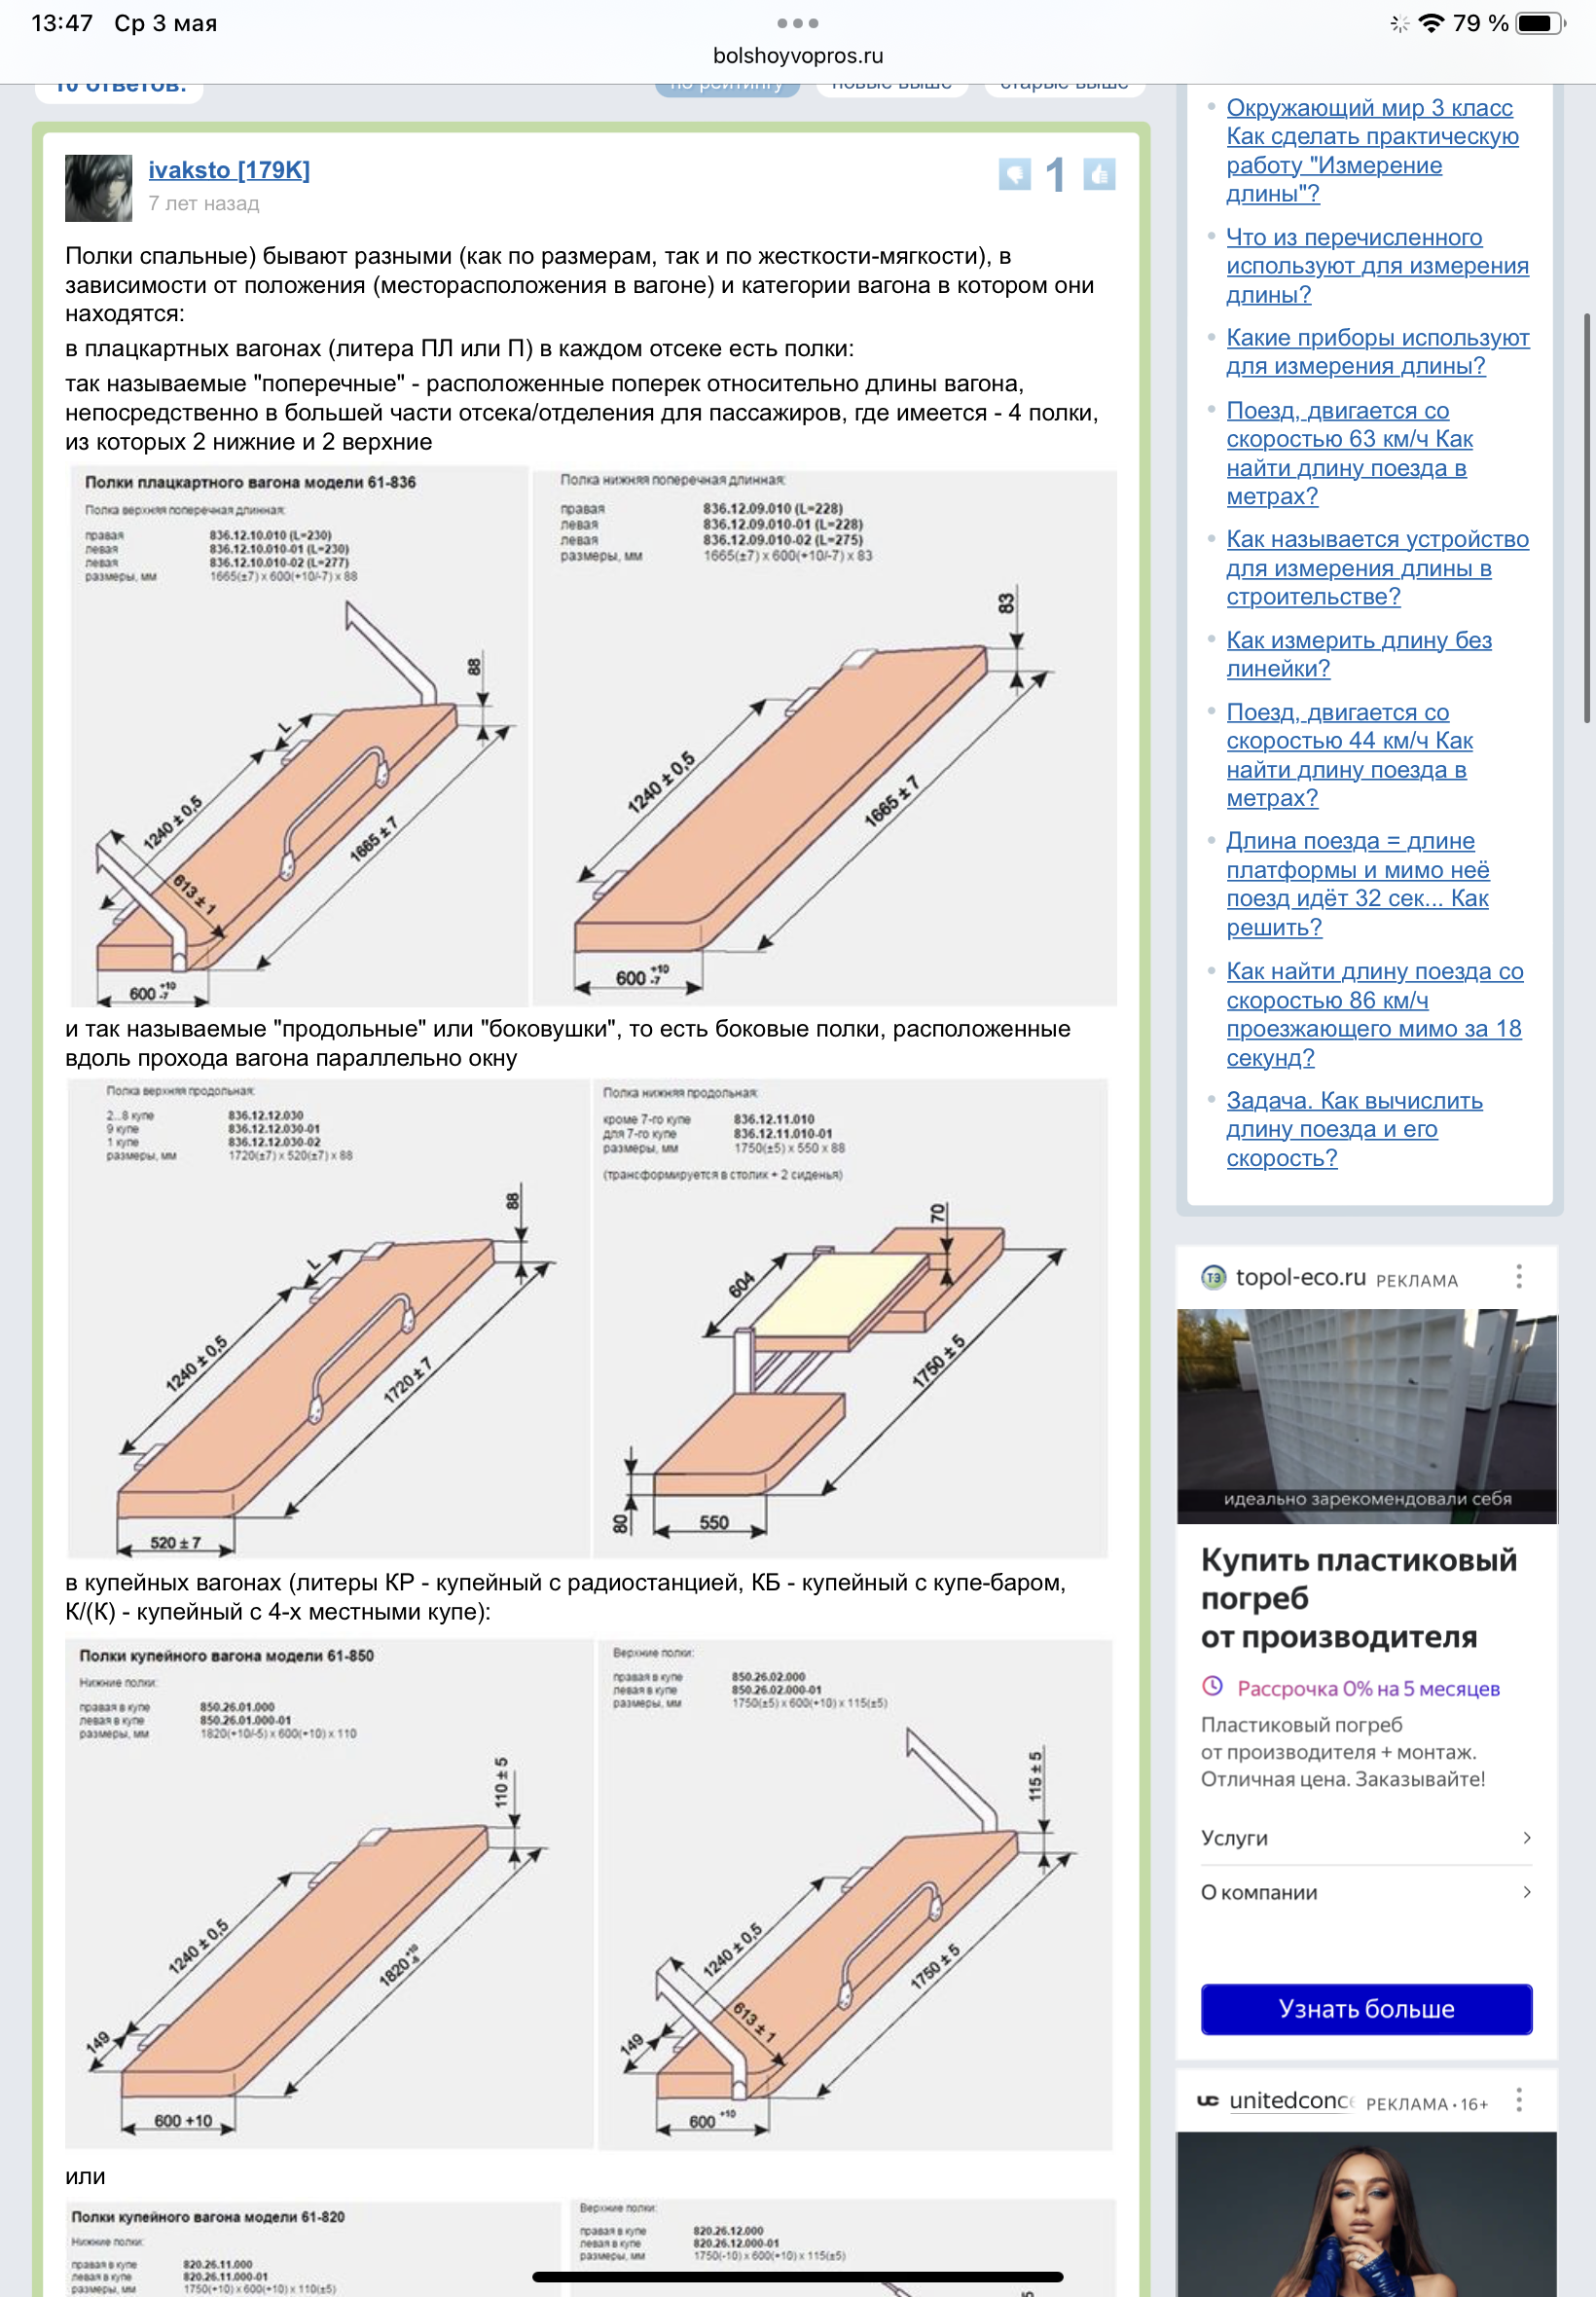 13:47 Ср 3 мая
79 %
bolshoyvopros.ru
10 ответов:
по рейтингу
новые выше
старые выше
ivaksto [179K]
7 лет назад
1
Полки спальные) бывают разными (как по размерам, так и по жесткости-мягкости), в
зависимости от положения (месторасположения в вагоне) и категории вагона в котором они
находятся:
в плацкартных вагонах (литера ПЛ или П) в каждом отсеке есть полки:
так называемые "поперечные" - расположенные поперек относительно длины вагона,
непосредственно в большей части отсека/отделения для пассажиров, где имеется - 4 полки,
из которых 2 нижние и 2 верхние
Полки плацкартного вагона модели 61-836
Полка верхняя поперечная длинная:
правая 836.12.10.010 (L=230)
левая 836.12.10.010-01 (L=230)
левая 836.12.10.010-02 (L=277)
размеры, мм 1665(±7) x 600(+10/-7) x 88
88
L
1240 ± 0,5
1665 ± 7
613 ± 1
600 +10 -7
Полка нижняя поперечная длинная:
правая 836.12.09.010 (L=228)
левая 836.12.09.010-01 (L=228)
левая 836.12.09.010-02 (L=275)
размеры, мм 1665(±7) x 600(+10/-7) x 83
83
1240 ± 0,5
1665 ± 7
600 +10 -7
и так называемые "продольные" или "боковушки", то есть боковые полки, расположенные
вдоль прохода вагона параллельно окну
Полка верхняя продольная:
2..8 купе 836.12.12.030
9 купе 836.12.12.030-01
1 купе 836.12.12.030-02
размеры, мм 1720(±7) x 520(±7) x 88
88
L
1240 ± 0,5
1720 ± 7
520 ± 7
Полка нижняя продольная:
кроме 7-го купе 836.12.11.010
для 7-го купе 836.12.11.010-01
размеры, мм 1750(±5) x 550 x 88
(трансформируется в столик + 2 сиденья)
70
604
1750 ± 5
80
550
в купейных вагонах (литеры КР - купейный с радиостанцией, КБ - купейный с купе-баром,
К/(К) - купейный с 4-х местными купе):
Полки купейного вагона модели 61-850
Нижние полки:
правая в купе 850.26.01.000
левая в купе 850.26.01.000-01
размеры, мм 1820(+10/-5) x 600(+10) x 110
110 ± 5
1240 ± 0,5
1820 +10 -5
149
600 +10
Верхние полки:
правая в купе 850.26.02.000
левая в купе 850.26.02.000-01
размеры, мм 1750(±5) x 600(+10) x 115(±5)
115 ± 5
1240 ± 0,5
1750 ± 5
613 ± 1
149
600 +10
или
Полки купейного вагона модели 61-820
Нижние полки:
правая в купе 820.26.11.000
левая в купе 820.26.11.000-01
размеры, мм 1750(+10) x 600(+10) x 110(±5)
Верхние полки:
правая в купе 820.26.12.000
левая в купе 820.26.12.000-01
размеры, мм 1750(-10) x 600(+10) x 115(±5)
Окружающий мир 3 класс
Как сделать практическую
работу "Измерение
длины"?
Что из перечисленного
используют для измерения
длины?
Какие приборы используют
для измерения длины?
Поезд, двигается со
скоростью 63 км/ч Как
найти длину поезда в
метрах?
Как называется устройство
для измерения длины в
строительстве?
Как измерить длину без
линейки?
Поезд, двигается со
скоростью 44 км/ч Как
найти длину поезда в
метрах?
Длина поезда = длине
платформы и мимо неё
поезд идёт 32 сек... Как
решить?
Как найти длину поезда со
скоростью 86 км/ч
проезжающего мимо за 18
секунд?
Задача. Как вычислить
длину поезда и его
скорость?
ТЭ topol-eco.ru РЕКЛАМА
идеально зарекомендовали себя
Купить пластиковый
погреб
от производителя
Рассрочка 0% на 5 месяцев
Пластиковый погреб
от производителя + монтаж.
Отличная цена. Заказывайте!
Услуги
О компании
Узнать больше
uc unitedconc РЕКЛАМА • 16+